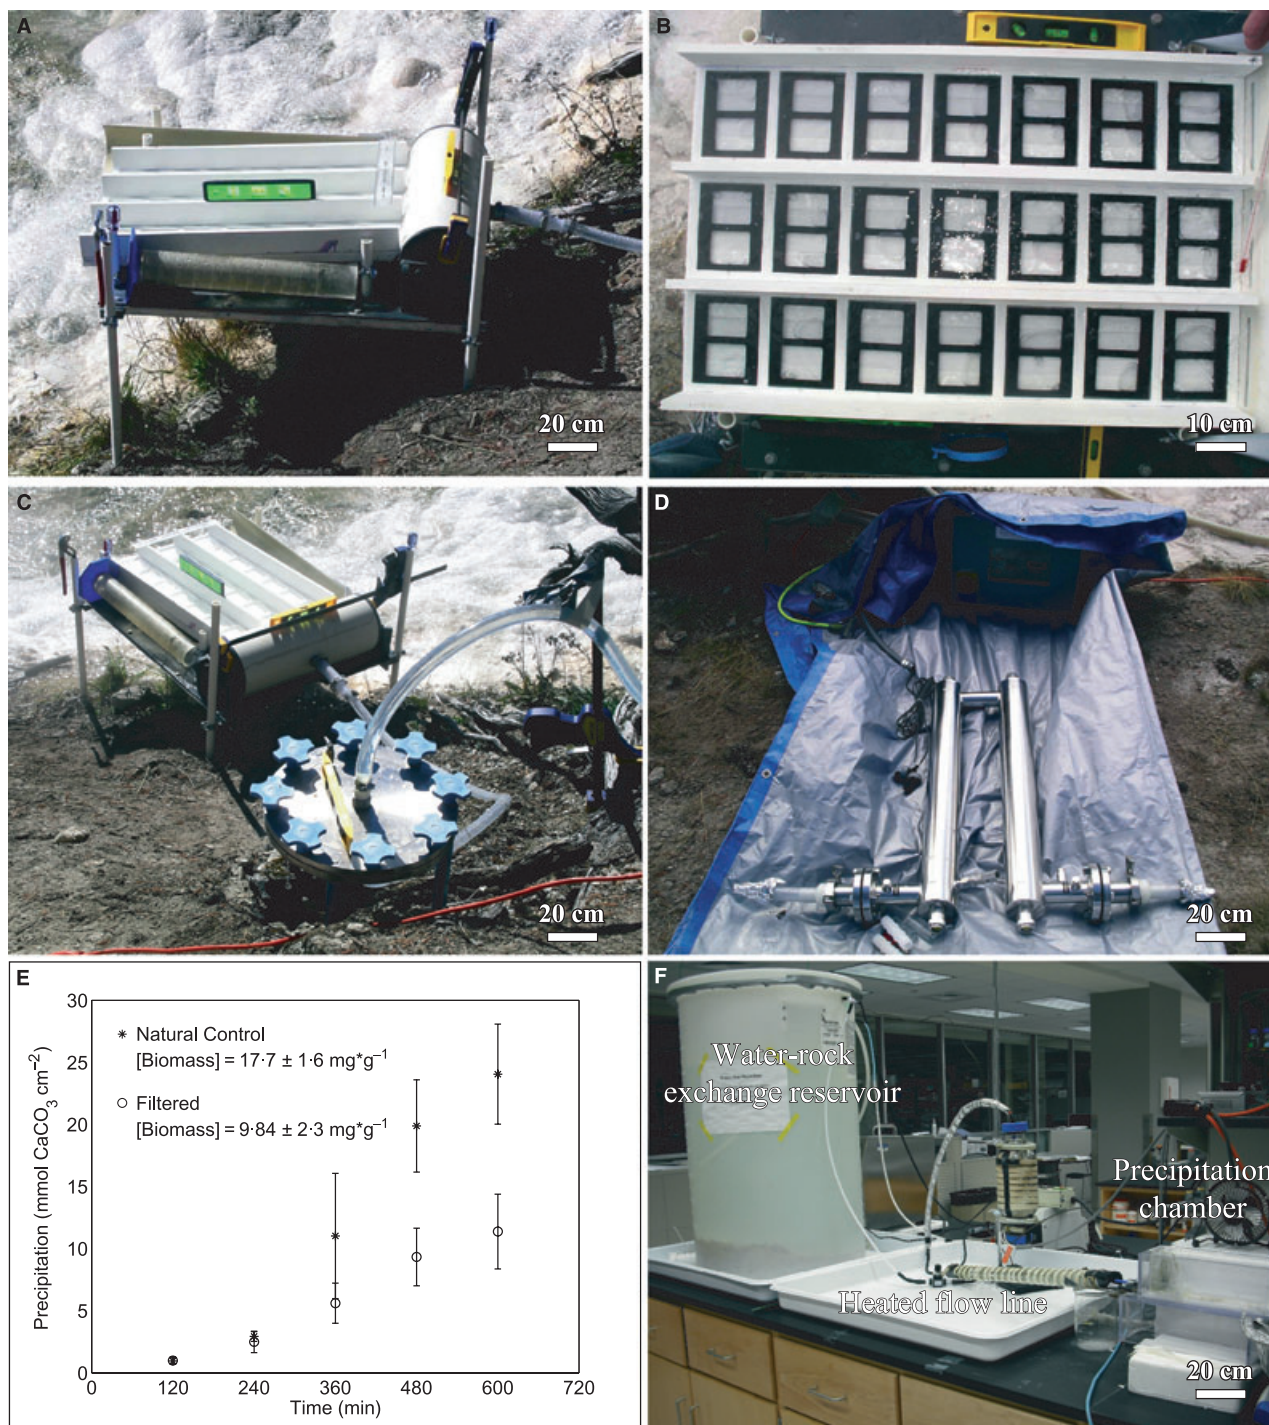 A
20 cm
B
10 cm
C
20 cm
D
20 cm
E
30
25
20
15
10
5
0
Precipitation (mmol CaCO3 cm−2)
Natural Control
[Biomass] = 17·7 ± 1·6 mg*g−1
Filtered
[Biomass] = 9·84 ± 2·3 mg*g−1
0 120 240 360 480 600 720
Time (min)
F
Water-rock
exchange reservoir
Precipitation
chamber
Heated flow line
20 cm